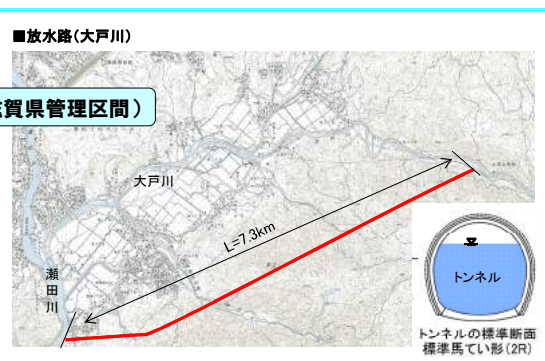 ■放水路(大戸川)
賀県管理区間)
大戸川
L=7.3km
瀬田川
トンネル
トンネルの標準断面
標準馬てい形(2R)